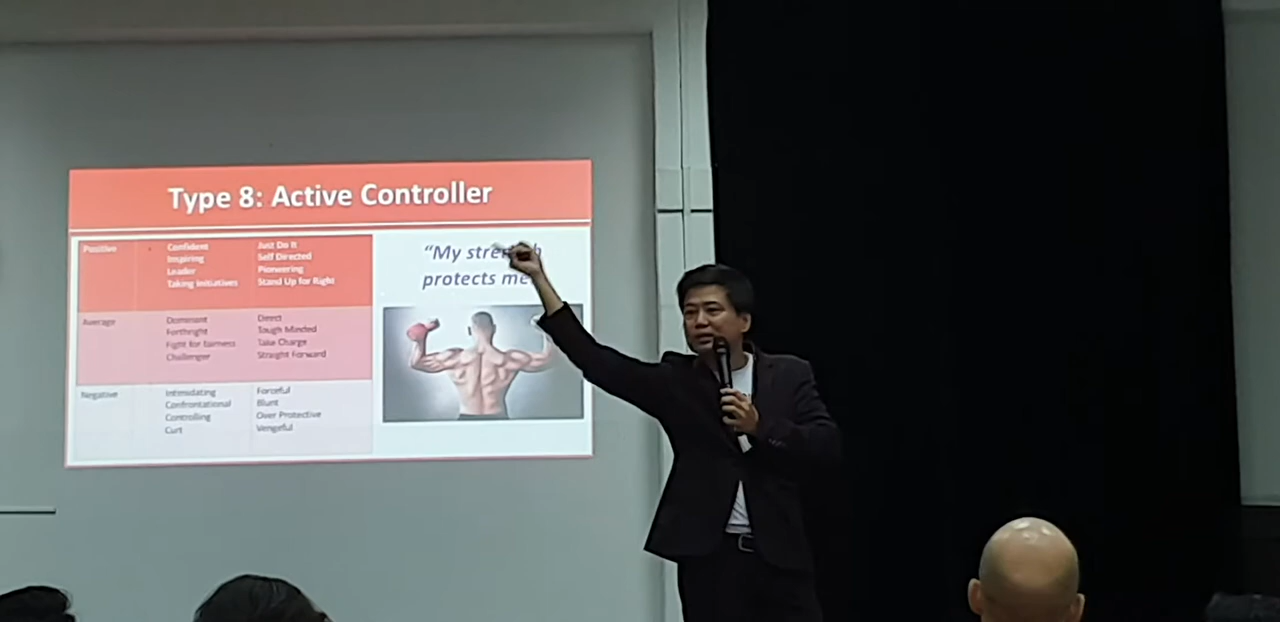 Type 8: Active Controller
Positive
Confident
Inspiring
Leader
Taking Initiatives
Just Do It
Self Directed
Pioneering
Stand Up for Right
"My
protects me
Average
Dominant
Forthright
Fight for fairness
Challenger
Direct
Tough Minded
Take Charge
Straight Forward
Negative
Intimidating
Confrontational
Controlling
Curt
Forceful
Blunt
Over Protective
Vengeful